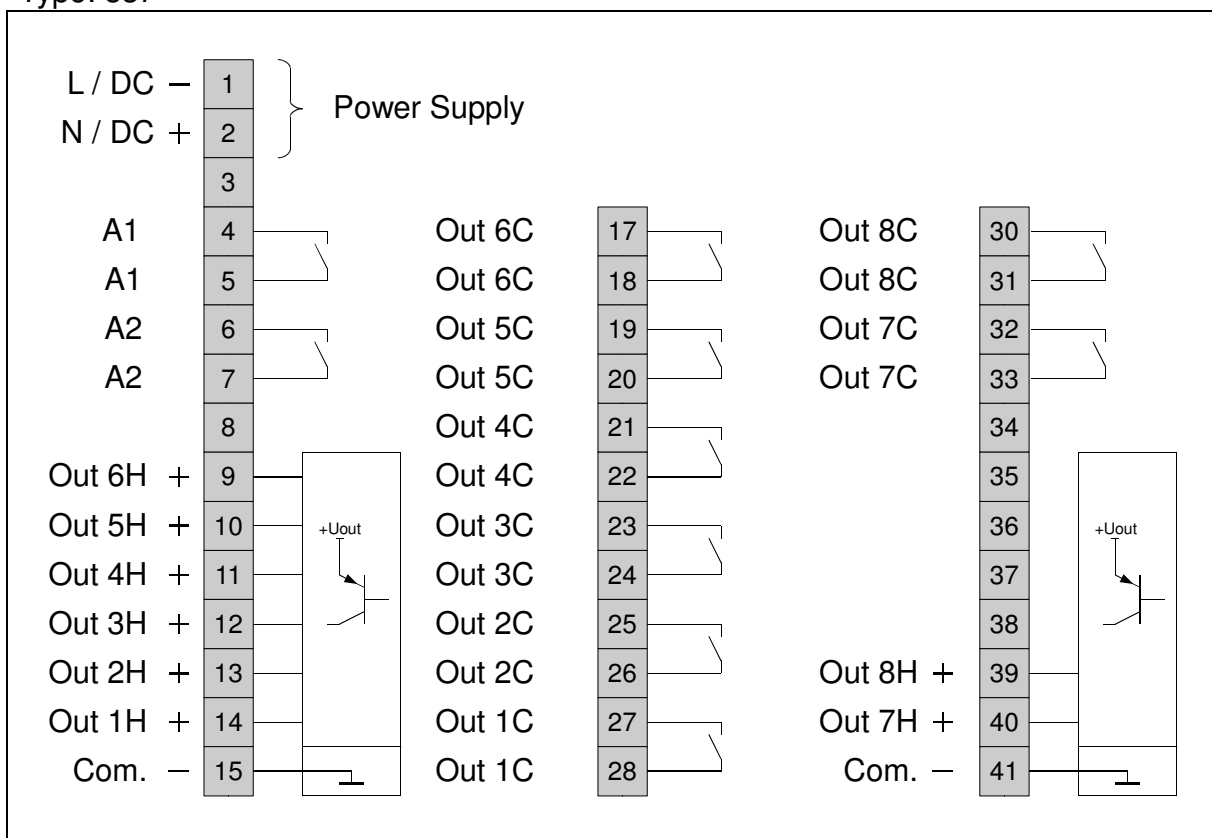 Type:
L / DC − 1
Power Supply
N / DC + 2
3
A1 4 Out 6C 17 Out 8C 30
A1 5 Out 6C 18 Out 8C 31
A2 6 Out 5C 19 Out 7C 32
A2 7 Out 5C 20 Out 7C 33
8 Out 4C 21 34
Out 6H + 9 Out 4C 22 35
Out 5H + 10 +Uout Out 3C 23 36 +Uout
Out 4H + 11 Out 3C 24 37
Out 3H + 12 Out 2C 25 38
Out 2H + 13 Out 2C 26 Out 8H + 39
Out 1H + 14 Out 1C 27 Out 7H + 40
Com. − 15 Out 1C 28 Com. − 41